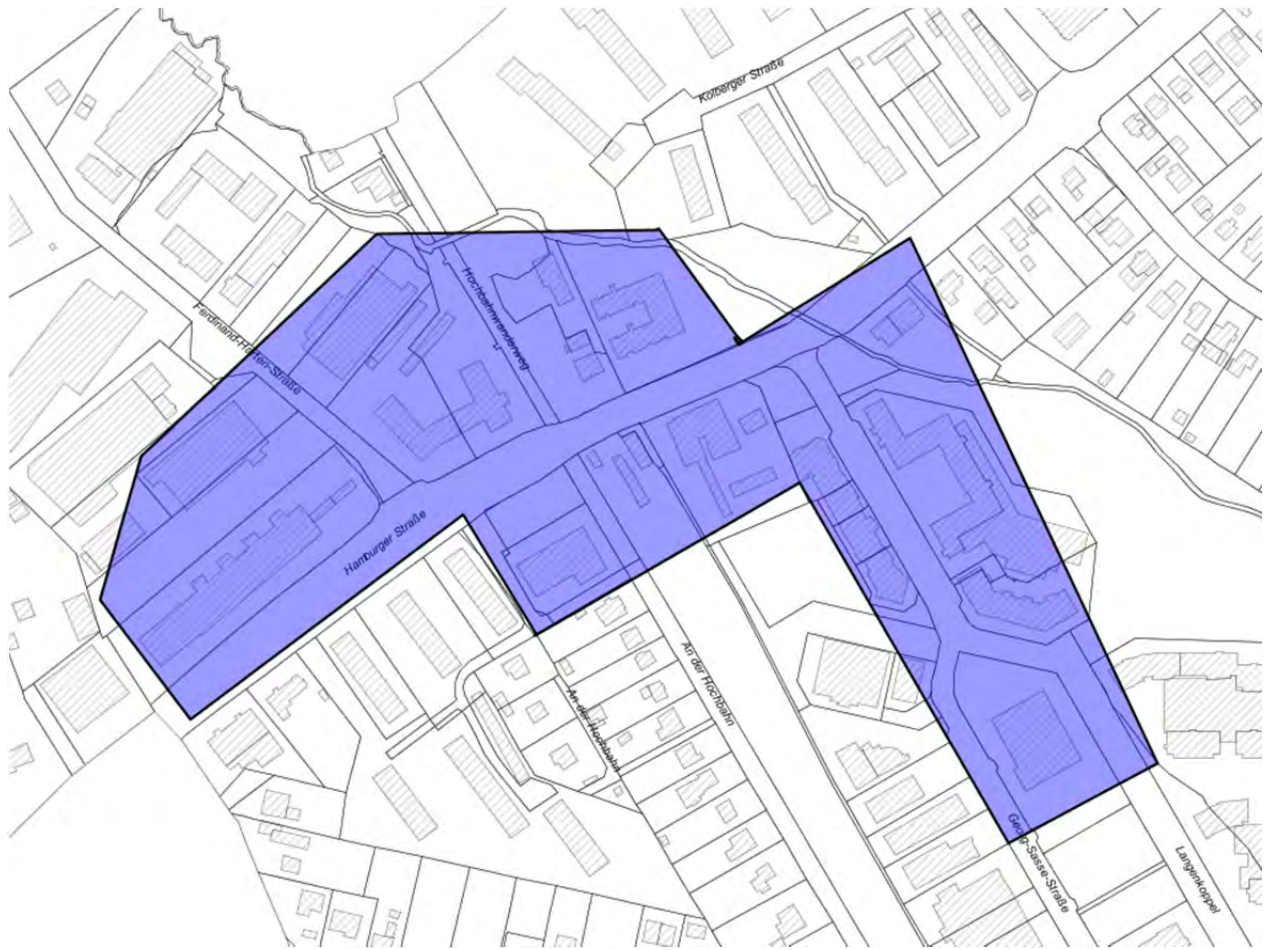 Kolberger Straße
Hochbahnwanderweg
Ferdinand-Harten-Straße
Hamburger Straße
An der Hochbahn
An der Hochbahn
Georg-Sasse-Straße
Langenkoppel